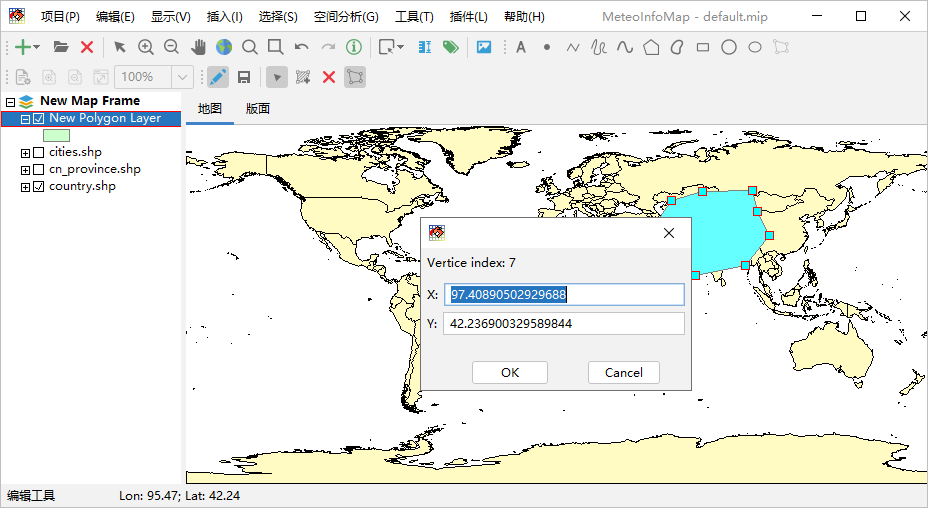 项目(P) 编辑(E) 显示(V) 插入(I) 选择(S) 空间分析(G) 工具(T) 插件(L) 帮助(H) MeteoInfoMap - default.mip
A
100%
New Map Frame
New Polygon Layer
cities.shp
cn_province.shp
country.shp
地图 版面
Vertice index: 7
X: 97.40890502929688
Y: 42.236900329589844
OK Cancel
编辑工具 Lon: 95.47; Lat: 42.24